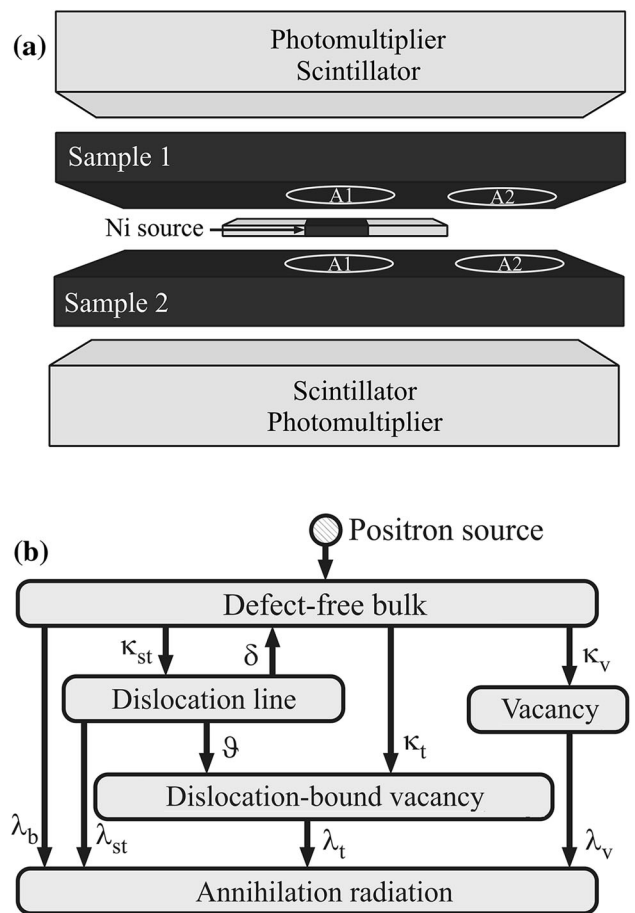 (a)
Photomultiplier
Scintillator
Sample 1
A1 A2
Ni source
A1 A2
Sample 2
Scintillator
Photomultiplier
(b)
Positron source
Defect-free bulk
κst δ κv
Dislocation line
Vacancy
ϑ κt
Dislocation-bound vacancy
λb λst λt λv
Annihilation radiation